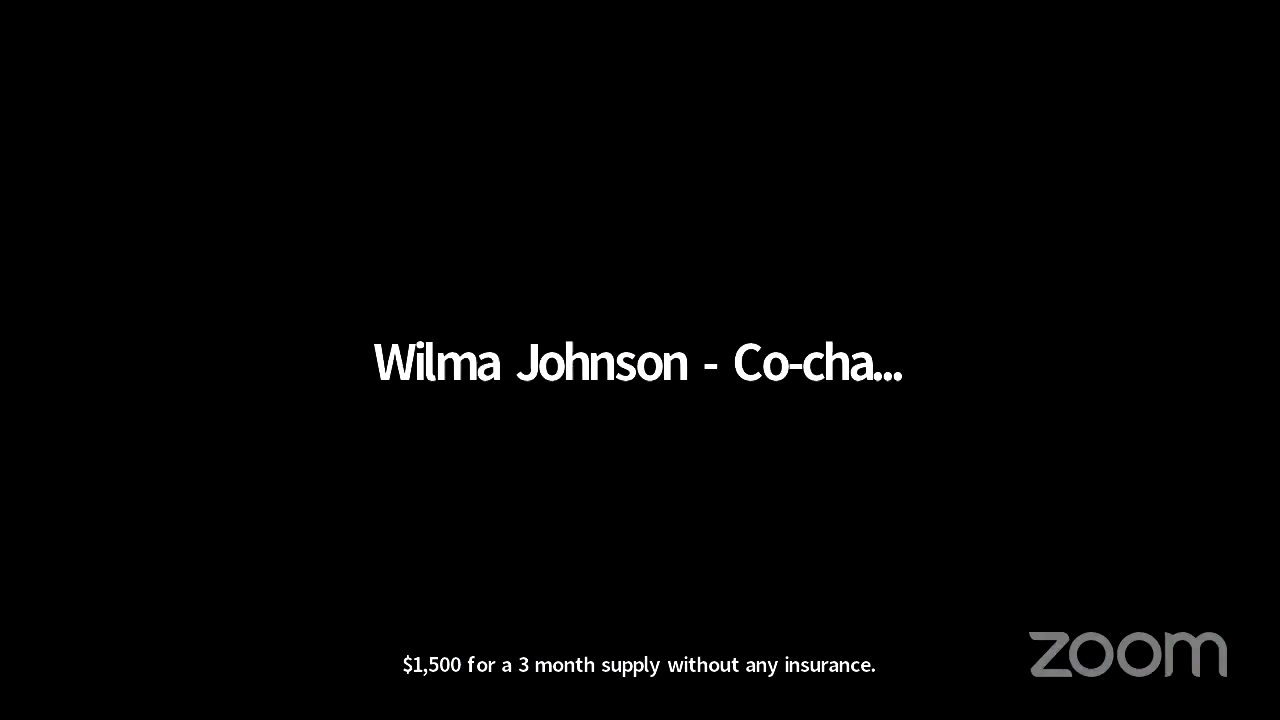 Wilma Johnson - Co-cha...
$1,500 for a 3 month supply without any insurance.
zoom